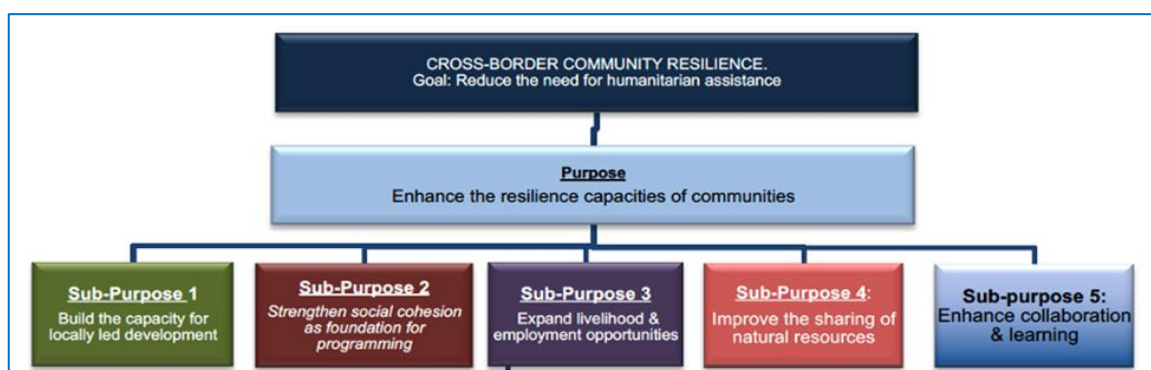 CROSS-BORDER COMMUNITY RESILIENCE.
Goal: Reduce the need for humanitarian assistance
Purpose
Enhance the resilience capacities of communities
Sub-Purpose 1
Build the capacity for
locally led development
Sub-Purpose 2
Strengthen social cohesion
as foundation for
programming
Sub-Purpose 3
Expand livelihood &
employment opportunities
Sub-Purpose 4:
Improve the sharing of
natural resources
Sub-purpose 5:
Enhance collaboration
& learning